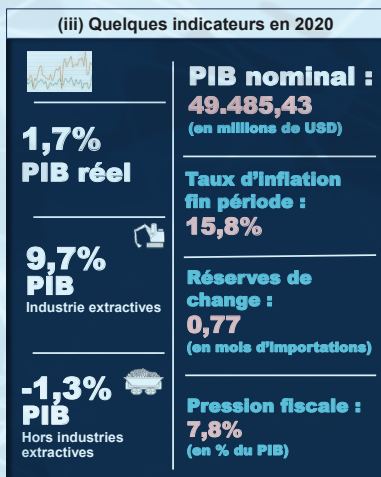 (iii) Quelques indicateurs en 2020
1,7%
PIB réel
9,7%
PIB
Industrie extractives
-1,3%
PIB
Hors industries
extractives
PIB nominal :
49.485,43
(en millions de USD)
Taux d'inflation
fin période :
15,8%
Réserves de
change :
0,77
(en mois d'importations)
Pression fiscale :
7,8%
(en % du PIB)